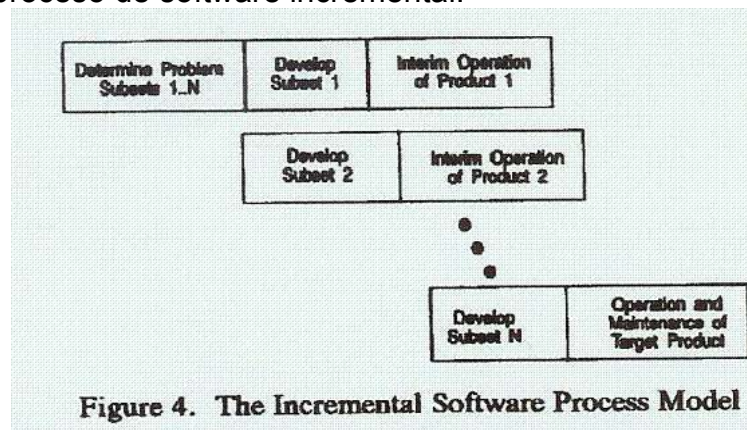 processo de software incremental.
Determine Problem
Subsets 1..N
Develop
Subset 1
Interim Operation
of Product 1
Develop
Subset 2
Interim Operation
of Product 2
Develop
Subset N
Operation and
Maintenance of
Target Product
Figure 4. The Incremental Software Process Model